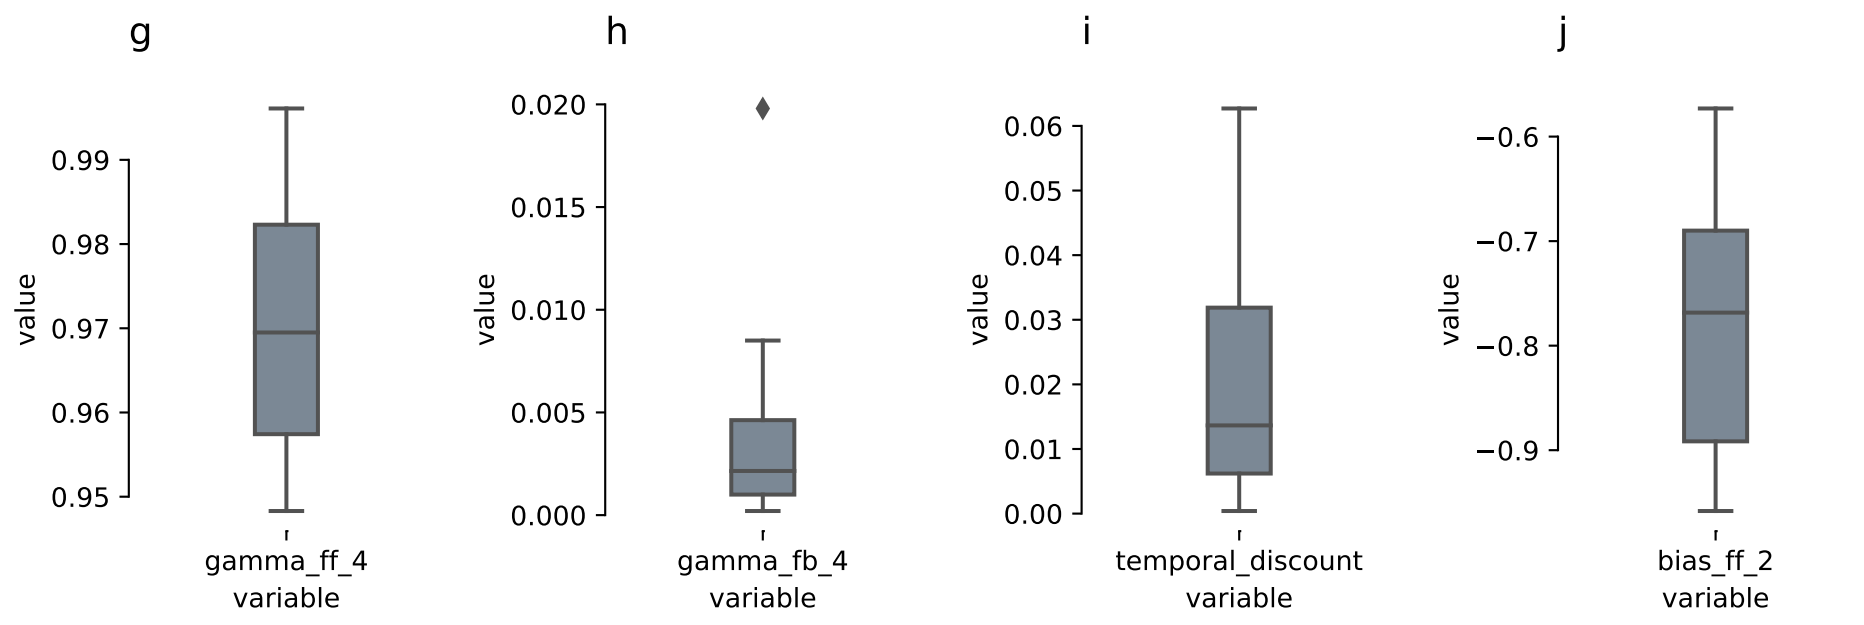 g
value
0.99
0.98
0.97
0.96
0.95
gamma_ff_4
variable
h
value
0.020
0.015
0.010
0.005
0.000
gamma_fb_4
variable
i
value
0.06
0.05
0.04
0.03
0.02
0.01
0.00
temporal_discount
variable
j
value
−0.6
−0.7
−0.8
−0.9
bias_ff_2
variable